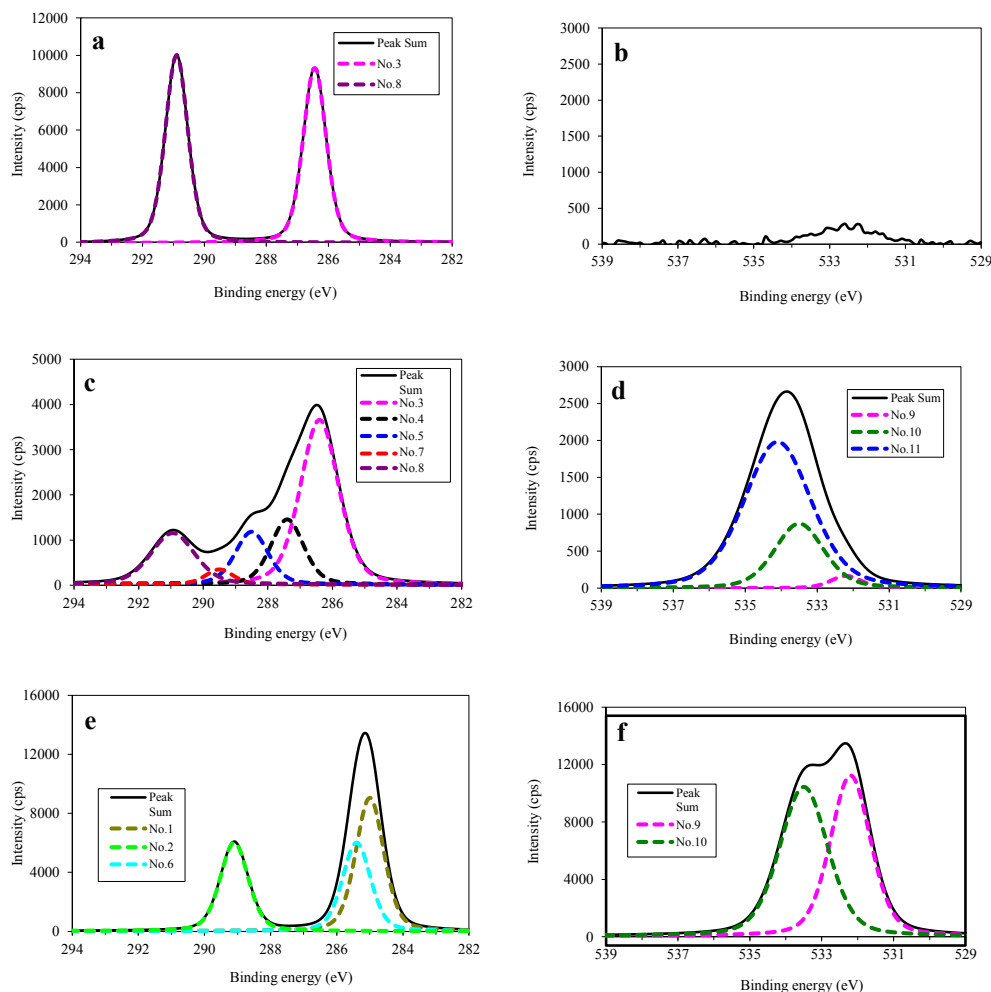 a
12000
10000
8000
6000
4000
2000
0
Intensity (cps)
Peak Sum
No.3
No.8
294 292 290 288 286 284 282
Binding energy (eV)
b
3000
2500
2000
1500
1000
500
0
Intensity (cps)
539 537 535 533 531 529
Binding energy (eV)
c
5000
4000
3000
2000
1000
0
Intensity (cps)
Peak
Sum
No.3
No.4
No.5
No.7
No.8
294 292 290 288 286 284 282
Binding energy (eV)
d
3000
2500
2000
1500
1000
500
0
Intensity (cps)
Peak Sum
No.9
No.10
No.11
539 537 535 533 531 529
Binding energy (eV)
e
16000
12000
8000
4000
0
Intensity (cps)
Peak
Sum
No.1
No.2
No.6
294 292 290 288 286 284 282
Binding energy (eV)
f
16000
12000
8000
4000
0
Intensity (cps)
Peak
Sum
No.9
No.10
539 537 535 533 531 529
Binding energy (eV)